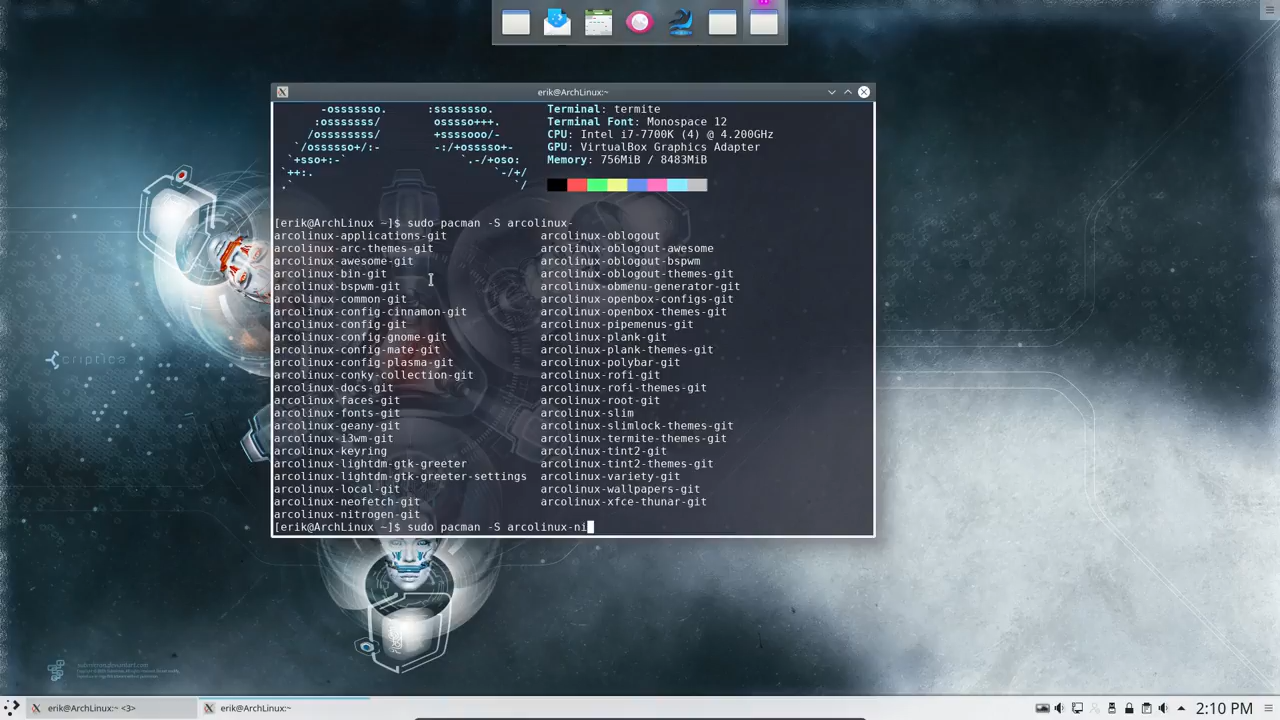 erik@ArchLinux:~
-osssssso. :ssssssso. Terminal: termite
:osssssss/ osssso+++. Terminal Font: Monospace 12
/ossssssss/ +ssssooo/- CPU: Intel i7-7700K (4) @ 4.200GHz
`/ossssso+/:- -:/+osssso+- GPU: VirtualBox Graphics Adapter
`+sso+:-` `.-/+oso: Memory: 756MiB / 8483MiB
`++:. `-/+/
.` `/
[erik@ArchLinux ~]$ sudo pacman -S arcolinux-
arcolinux-applications-git arcolinux-oblogout
arcolinux-arc-themes-git arcolinux-oblogout-awesome
arcolinux-awesome-git arcolinux-oblogout-bspwm
arcolinux-bin-git arcolinux-oblogout-themes-git
arcolinux-bspwm-git arcolinux-obmenu-generator-git
arcolinux-common-git arcolinux-openbox-configs-git
arcolinux-config-cinnamon-git arcolinux-openbox-themes-git
arcolinux-config-git arcolinux-pipemenus-git
arcolinux-config-gnome-git arcolinux-plank-git
arcolinux-config-mate-git arcolinux-plank-themes-git
arcolinux-config-plasma-git arcolinux-polybar-git
arcolinux-conky-collection-git arcolinux-rofi-git
arcolinux-docs-git arcolinux-rofi-themes-git
arcolinux-faces-git arcolinux-root-git
arcolinux-fonts-git arcolinux-slim
arcolinux-geany-git arcolinux-slimlock-themes-git
arcolinux-i3wm-git arcolinux-termite-themes-git
arcolinux-keyring arcolinux-tint2-git
arcolinux-lightdm-gtk-greeter arcolinux-tint2-themes-git
arcolinux-lightdm-gtk-greeter-settings arcolinux-variety-git
arcolinux-local-git arcolinux-wallpapers-git
arcolinux-neofetch-git arcolinux-xfce-thunar-git
arcolinux-nitrogen-git
[erik@ArchLinux ~]$ sudo pacman -S arcolinux-ni
criptica
erik@ArchLinux:~ <3> erik@ArchLinux:~ 2:10 PM